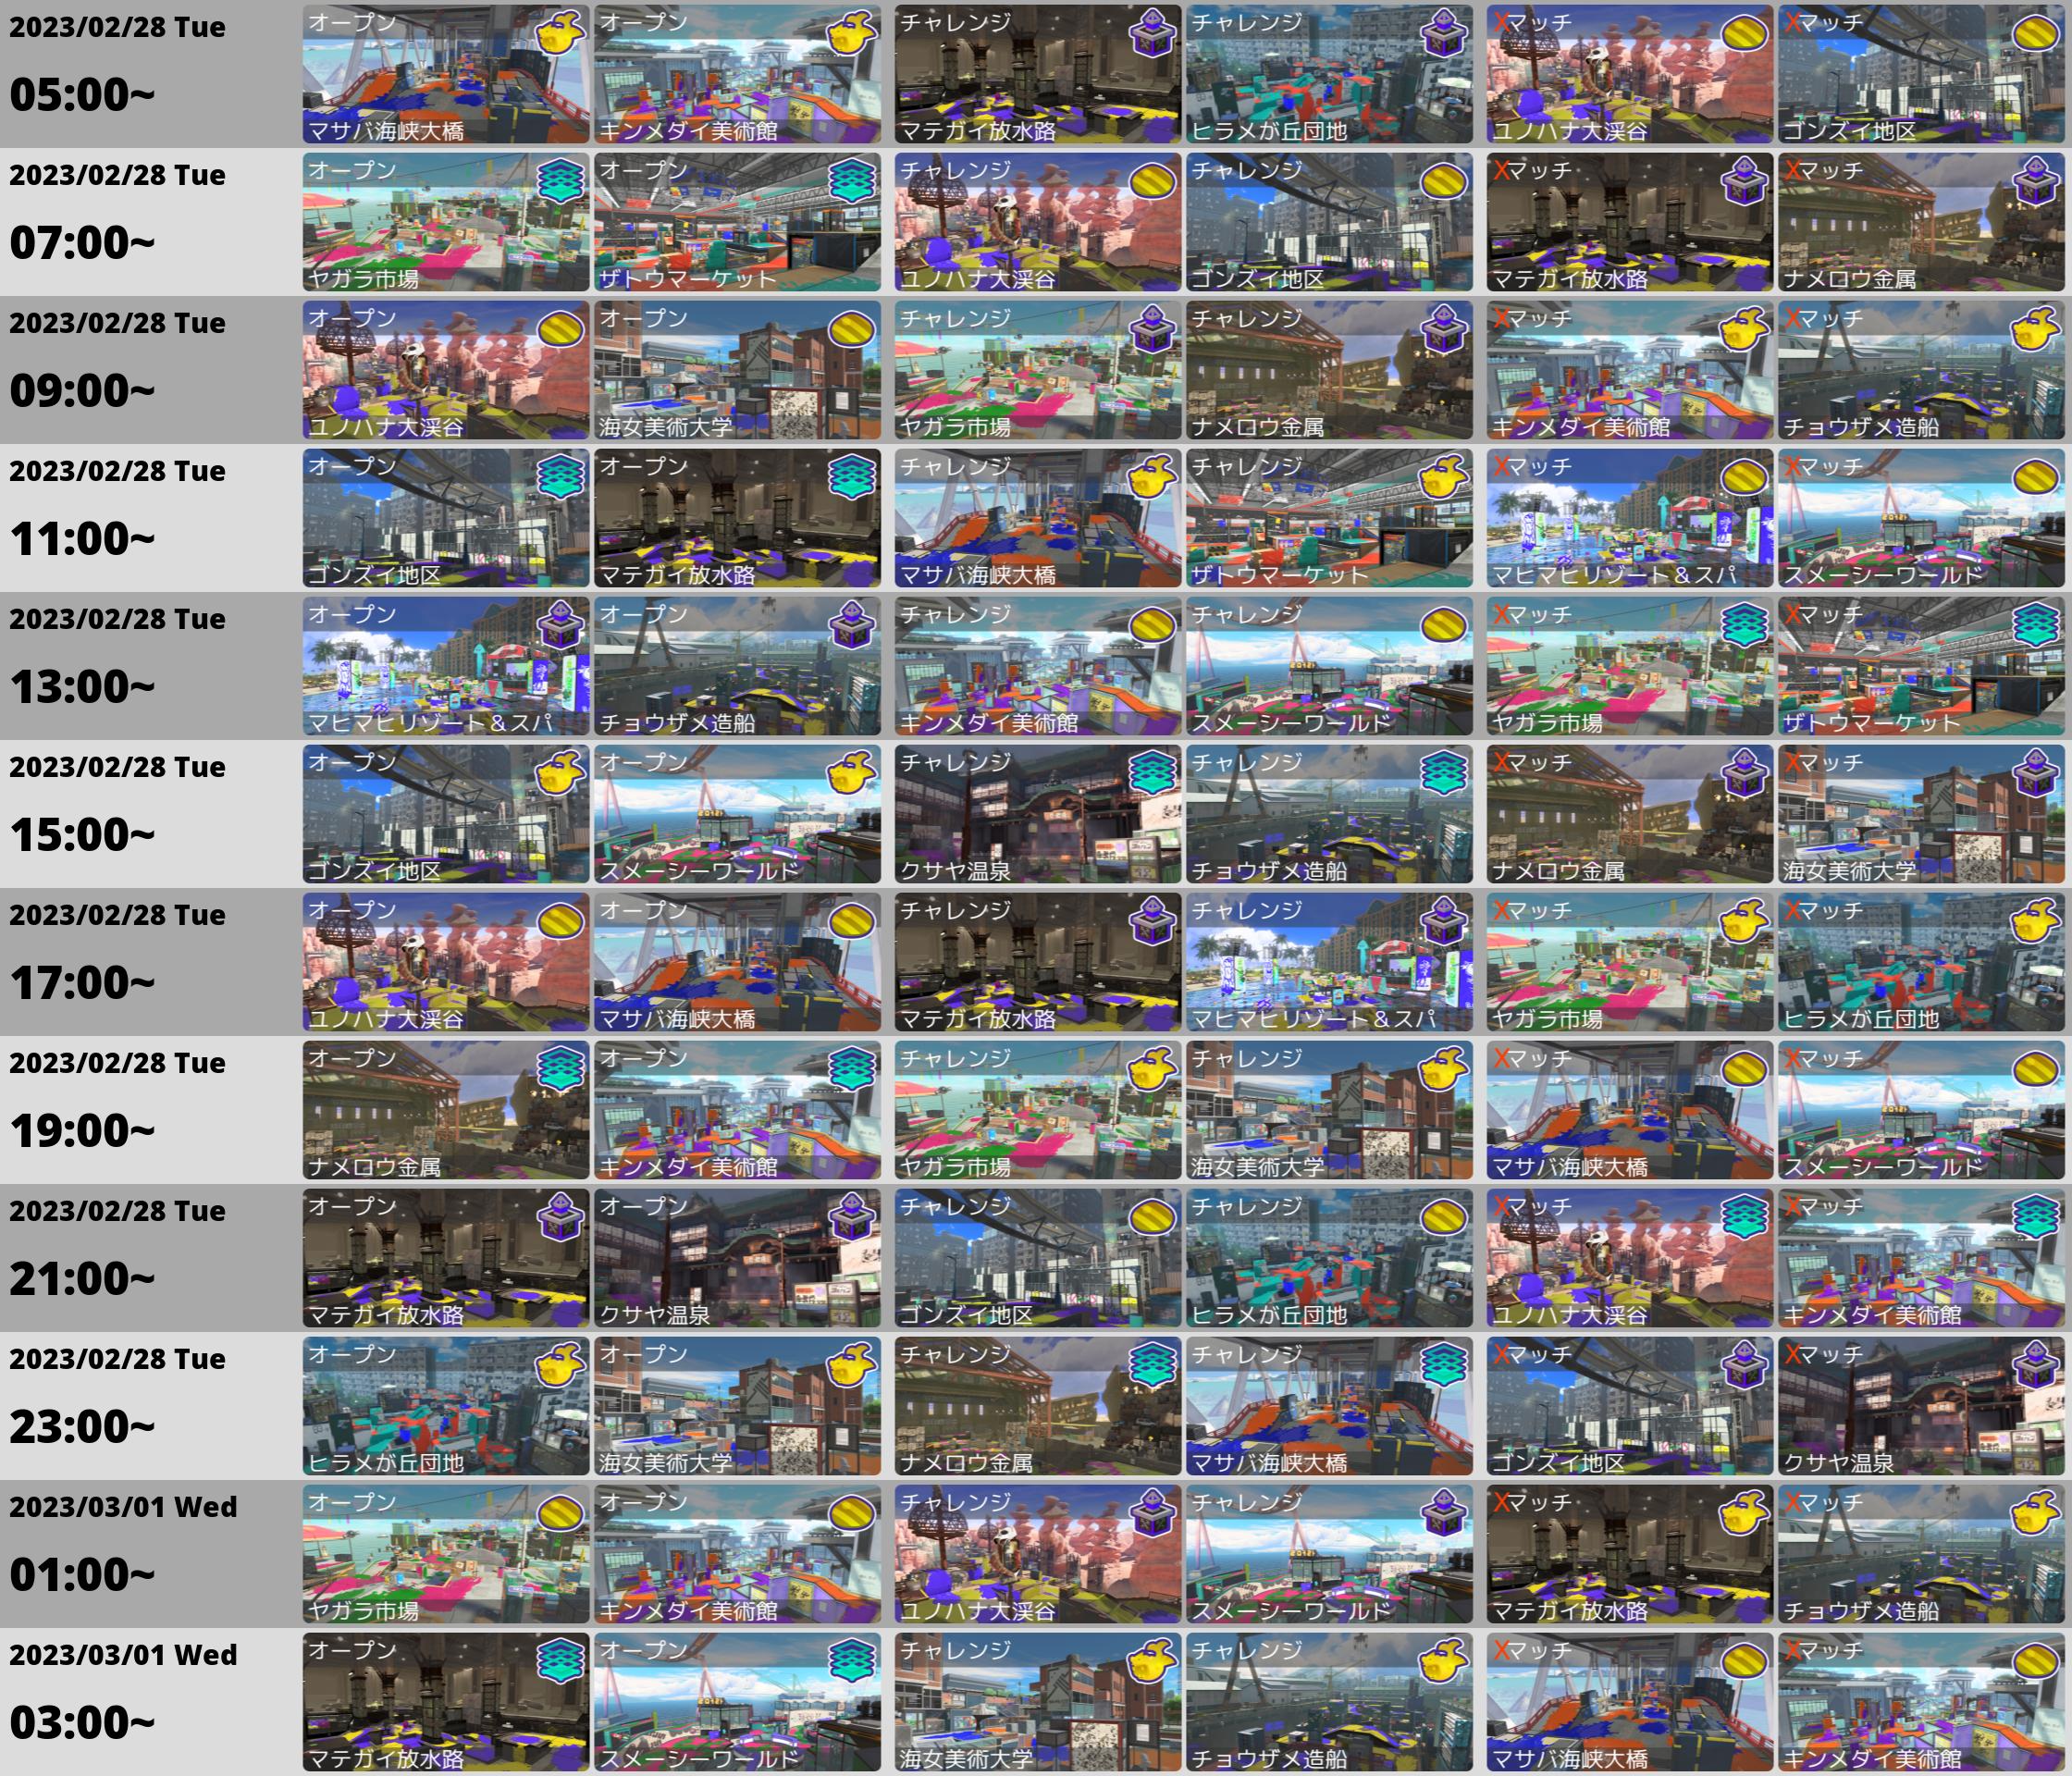 2023/02/28 Tue
05:00~
オープン オープン チャレンジ チャレンジ Xマッチ Xマッチ
マサバ海峡大橋 キンメダイ美術館 マテガイ放水路 ヒラメが丘団地 ユノハナ大渓谷 ゴンズイ地区
2023/02/28 Tue
07:00~
オープン オープン チャレンジ チャレンジ Xマッチ Xマッチ
ヤガラ市場 ザトウマーケット ユノハナ大渓谷 ゴンズイ地区 マテガイ放水路 ナメロウ金属
2023/02/28 Tue
09:00~
オープン オープン チャレンジ チャレンジ Xマッチ Xマッチ
ユノハナ大渓谷 海女美術大学 ヤガラ市場 ナメロウ金属 キンメダイ美術館 チョウザメ造船
2023/02/28 Tue
11:00~
オープン オープン チャレンジ チャレンジ Xマッチ Xマッチ
ゴンズイ地区 マテガイ放水路 マサバ海峡大橋 ザトウマーケット マヒマヒリゾート＆スパ スメーシーワールド
2023/02/28 Tue
13:00~
オープン オープン チャレンジ チャレンジ Xマッチ Xマッチ
マヒマヒリゾート＆スパ チョウザメ造船 キンメダイ美術館 スメーシーワールド ヤガラ市場 ザトウマーケット
2023/02/28 Tue
15:00~
オープン オープン チャレンジ チャレンジ Xマッチ Xマッチ
ゴンズイ地区 スメーシーワールド クサヤ温泉 チョウザメ造船 ナメロウ金属 海女美術大学
2023/02/28 Tue
17:00~
オープン オープン チャレンジ チャレンジ Xマッチ Xマッチ
ユノハナ大渓谷 マサバ海峡大橋 マテガイ放水路 マヒマヒリゾート＆スパ ヤガラ市場 ヒラメが丘団地
2023/02/28 Tue
19:00~
オープン オープン チャレンジ チャレンジ Xマッチ Xマッチ
ナメロウ金属 キンメダイ美術館 ヤガラ市場 海女美術大学 マサバ海峡大橋 スメーシーワールド
2023/02/28 Tue
21:00~
オープン オープン チャレンジ チャレンジ Xマッチ Xマッチ
マテガイ放水路 クサヤ温泉 ゴンズイ地区 ヒラメが丘団地 ユノハナ大渓谷 キンメダイ美術館
2023/02/28 Tue
23:00~
オープン オープン チャレンジ チャレンジ Xマッチ Xマッチ
ヒラメが丘団地 海女美術大学 ナメロウ金属 マサバ海峡大橋 ゴンズイ地区 クサヤ温泉
2023/03/01 Wed
01:00~
オープン オープン チャレンジ チャレンジ Xマッチ Xマッチ
ヤガラ市場 キンメダイ美術館 ユノハナ大渓谷 スメーシーワールド マテガイ放水路 チョウザメ造船
2023/03/01 Wed
03:00~
オープン オープン チャレンジ チャレンジ Xマッチ Xマッチ
マテガイ放水路 スメーシーワールド 海女美術大学 チョウザメ造船 マサバ海峡大橋 キンメダイ美術館